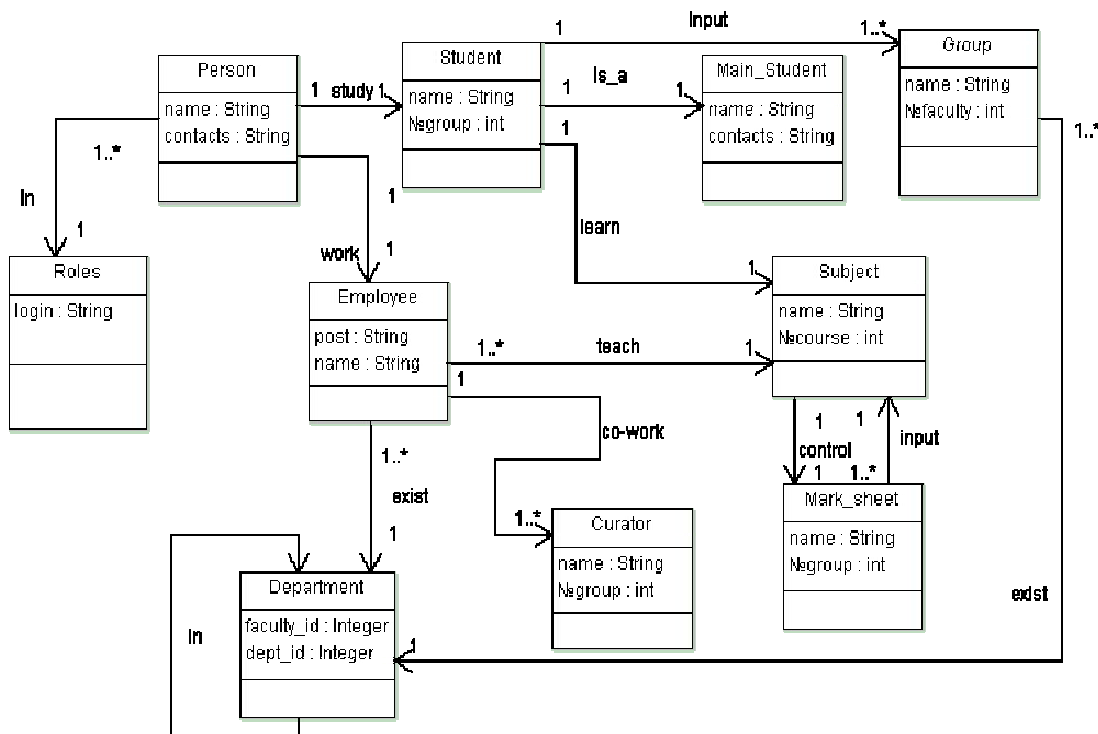 Input
1
1..*
Group
name : String
№faculty : int
1..*
Student
name : String
№group : int
Is_a
1
1.
Main_Student
name : String
contacts : String
Person
name : String
contacts : String
1 study 1.
1
learn
1..*
In
1
1
work
1
Roles
login : String
Employee
post : String
name : String
1..*
teach
1.
1.
Subject
name : String
№course : int
1
co-work
1..*
1
control
1
1
input
1..*
Mark_sheet
name : String
№group : int
1..*
exist
1
Curator
name : String
№group : int
exist
Department
faculty_id : Integer
dept_id : Integer
In
1